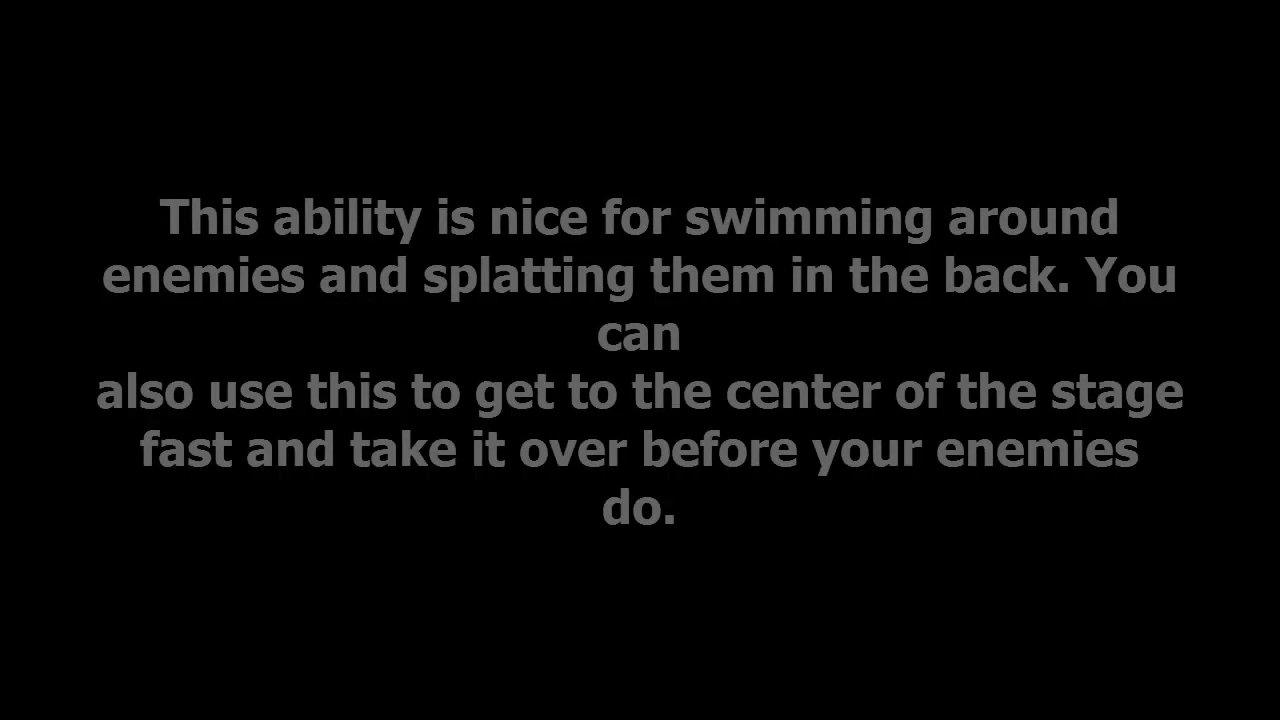 This ability is nice for swimming around
enemies and splatting them in the back. You
can
also use this to get to the center of the stage
fast and take it over before your enemies
do.